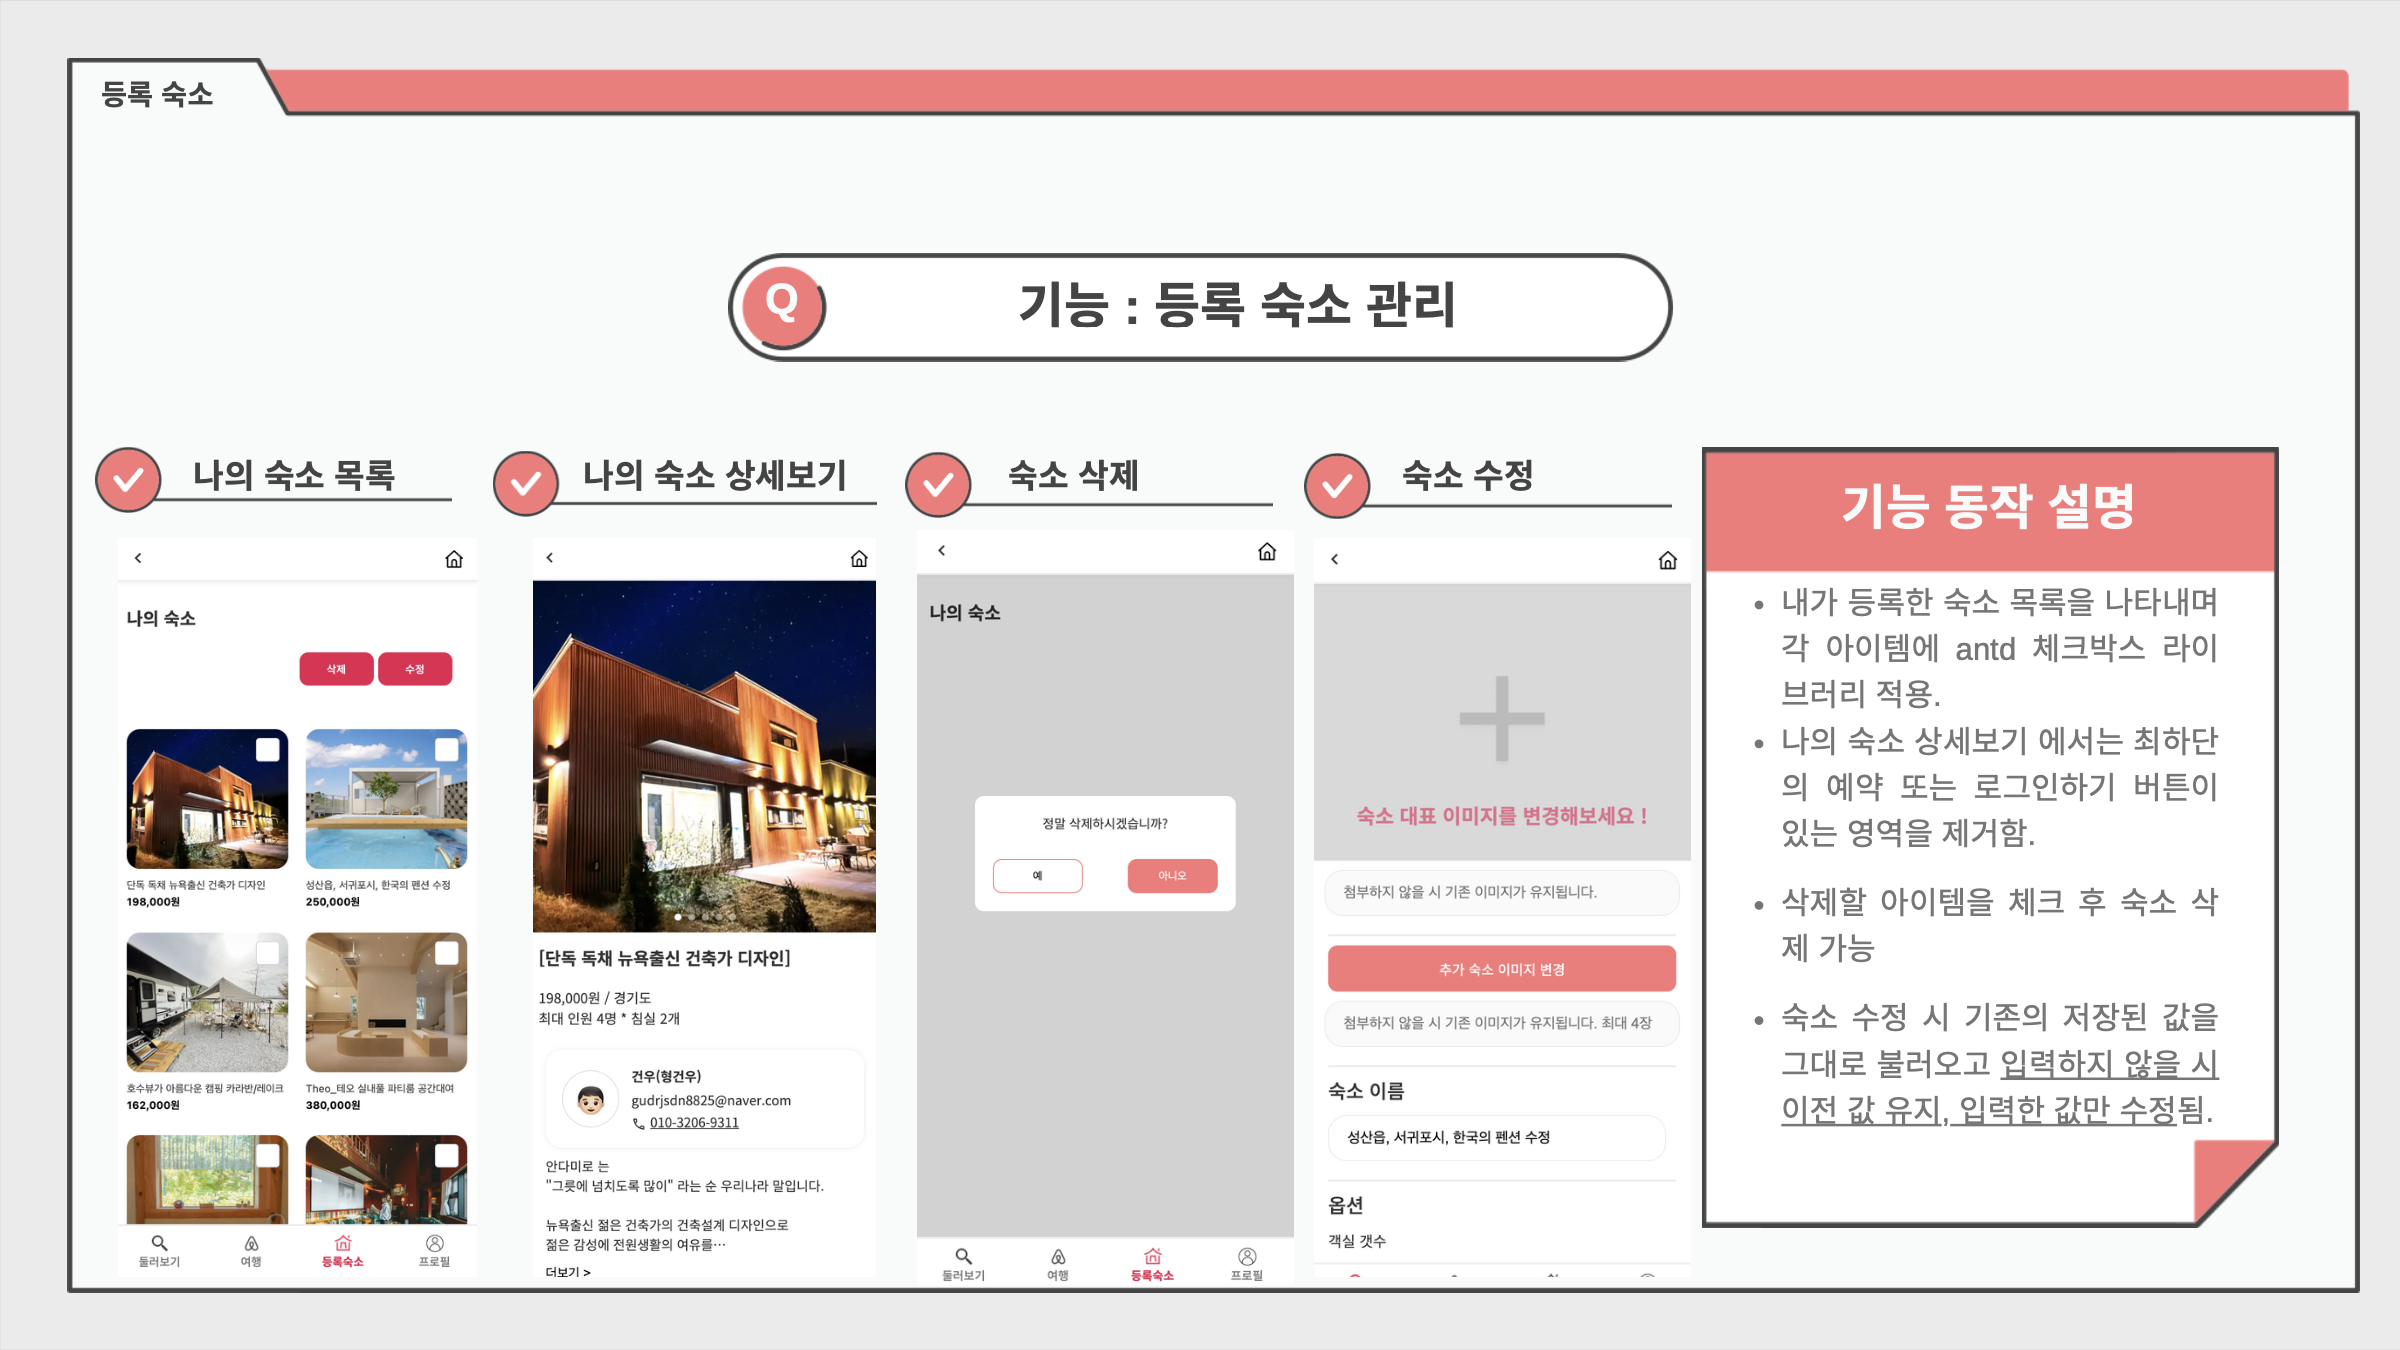 등록 숙소
Q
기능 : 등록 숙소 관리
나의 숙소 목록
나의 숙소
삭제
수정
단독 독채 뉴욕출신 건축가 디자인
198,000원
성산읍, 서귀포시, 한국의 펜션 수정
250,000원
호수뷰가 아름다운 캠핑 카라반/레이크
162,000원
Theo_테오 실내풀 파티룸 공간대여
380,000원
둘러보기
여행
등록숙소
프로필
나의 숙소 상세보기
[단독 독채 뉴욕출신 건축가 디자인]
198,000원 / 경기도
최대 인원 4명 * 침실 2개
건우(형건우)
gudrjsdn8825@naver.com
010-3206-9311
안다미로 는
"그릇에 넘치도록 많이" 라는 순 우리나라 말입니다.
뉴욕출신 젊은 건축가의 건축설계 디자인으로
젊은 감성에 전원생활의 여유를…
더보기 >
숙소 삭제
나의 숙소
정말 삭제하시겠습니까?
예
아니오
둘러보기
여행
등록숙소
프로필
숙소 수정
숙소 대표 이미지를 변경해보세요 !
첨부하지 않을 시 기존 이미지가 유지됩니다.
추가 숙소 이미지 변경
첨부하지 않을 시 기존 이미지가 유지됩니다. 최대 4장
숙소 이름
성산읍, 서귀포시, 한국의 펜션 수정
옵션
객실 갯수
기능 동작 설명
• 내가 등록한 숙소 목록을 나타내며
각 아이템에 antd 체크박스 라이
브러리 적용.
• 나의 숙소 상세보기 에서는 최하단
의 예약 또는 로그인하기 버튼이
있는 영역을 제거함.
• 삭제할 아이템을 체크 후 숙소 삭
제 가능
• 숙소 수정 시 기존의 저장된 값을
그대로 불러오고 입력하지 않을 시
이전 값 유지, 입력한 값만 수정됨.